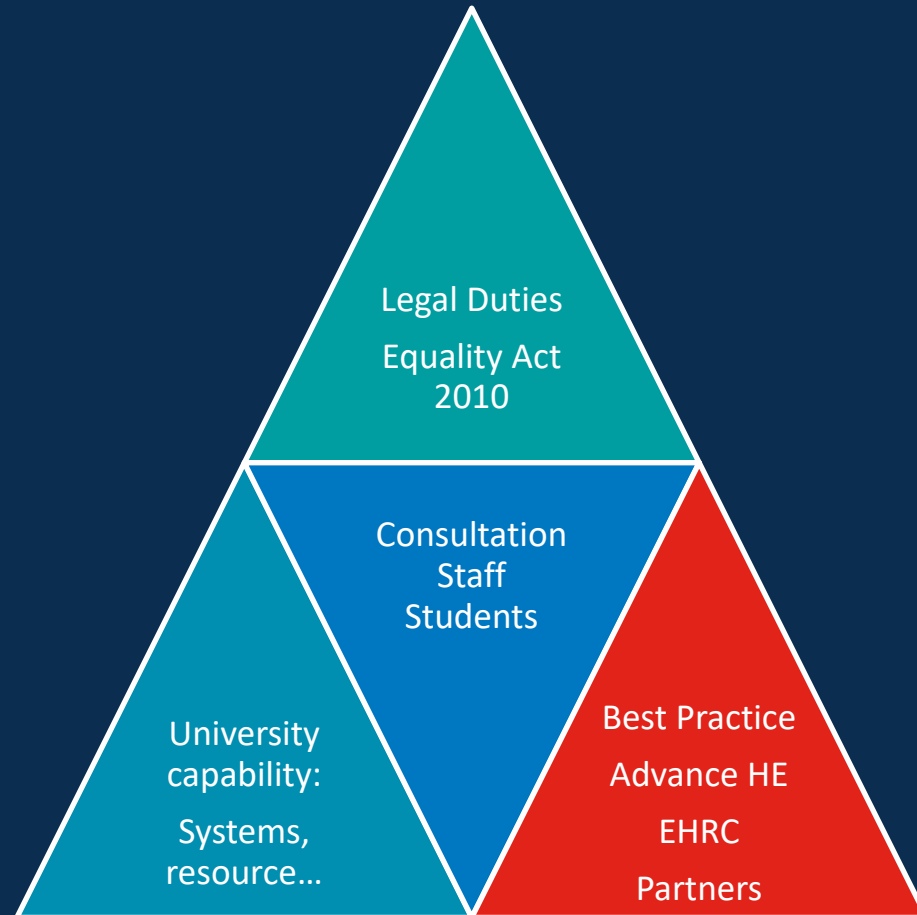 Legal Duties
Equality Act
2010
Consultation
Staff
Students
University
capability:
Systems,
resource...
Best Practice
Advance HE
EHRC
Partners